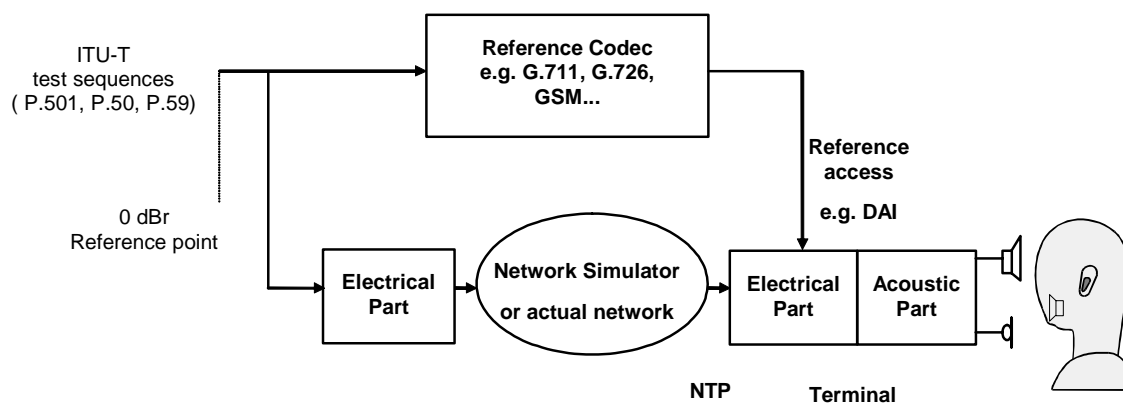 ITU-T
test sequences
( P.501, P.50, P.59)
Reference Codec
e.g. G.711, G.726,
GSM...
Reference
access
e.g. DAI
0 dBr
Reference point
Electrical
Part
Network Simulator
or actual network
Electrical
Part
Acoustic
Part
NTP
Terminal